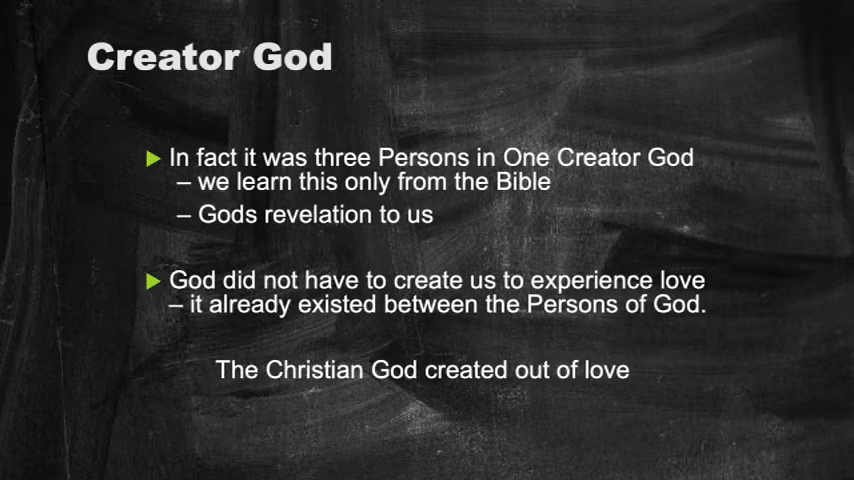 Creator God
In fact it was three Persons in One Creator God
– we learn this only from the Bible
– Gods revelation to us
God did not have to create us to experience love
– it already existed between the Persons of God.
The Christian God created out of love